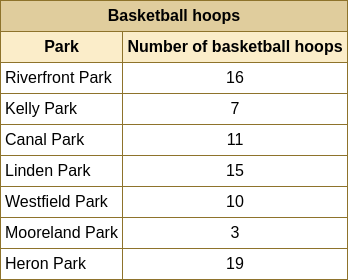 Basketball hoops
Park Number of basketball hoops
Riverfront Park 16
Kelly Park 7
Canal Park 11
Linden Park 15
Westfield Park 10
Mooreland Park 3
Heron Park 19